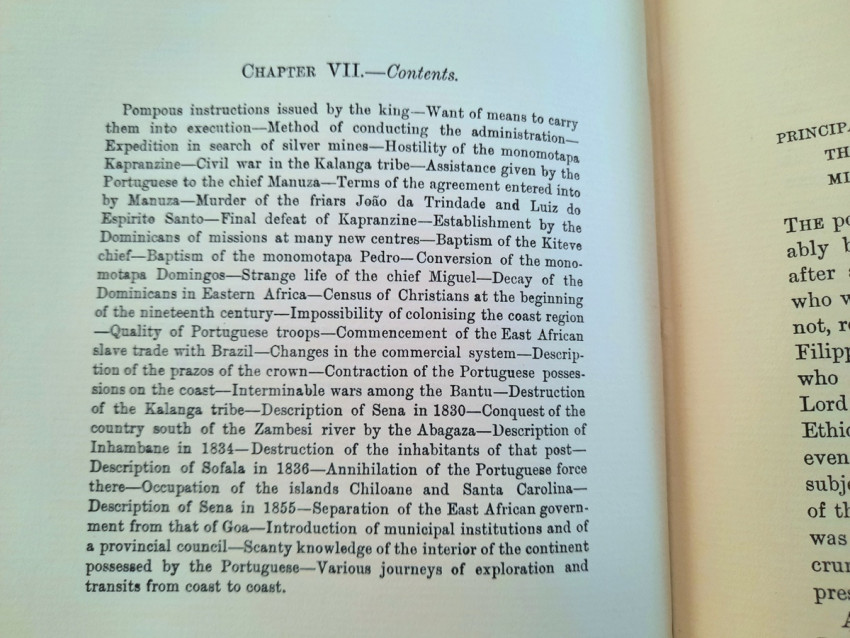 CHAPTER VII.—Contents.
Pompous instructions issued by the king—Want of means to carry
them into execution—Method of conducting the administration—
Expedition in search of silver mines—Hostility of the monomotapa
Kapranzine—Civil war in the Kalanga tribe—Assistance given by the
Portuguese to the chief Manuza—Terms of the agreement entered into
by Manuza—Murder of the friars João da Trindade and Luiz do
Espirito Santo—Final defeat of Kapranzine—Establishment by the
Dominicans of missions at many new centres—Baptism of the Kiteve
chief—Baptism of the monomotapa Pedro—Conversion of the mono-
motapa Domingos—Strange life of the chief Miguel—Decay of the
Dominicans in Eastern Africa—Census of Christians at the beginning
of the nineteenth century—Impossibility of colonising the coast region
—Quality of Portuguese troops—Commencement of the East African
slave trade with Brazil—Changes in the commercial system—Descrip-
tion of the prazos of the crown—Contraction of the Portuguese posses-
sions on the coast—Interminable wars among the Bantu—Destruction
of the Kalanga tribe—Description of Sena in 1830—Conquest of the
country south of the Zambesi river by the Abagaza—Description of
Inhambane in 1834—Destruction of the inhabitants of that post—
Description of Sofala in 1836—Annihilation of the Portuguese force
there—Occupation of the islands Chiloane and Santa Carolina—
Description of Sena in 1855—Separation of the East African govern-
ment from that of Goa—Introduction of municipal institutions and of
a provincial council—Scanty knowledge of the interior of the continent
possessed by the Portuguese—Various journeys of exploration and
transits from coast to coast.
PRINCIPA
TH
MI
THE po
ably b
after
who w
not, r
Filipp
who
Lord
Ethic
even
subj
of th
was
crun
pres